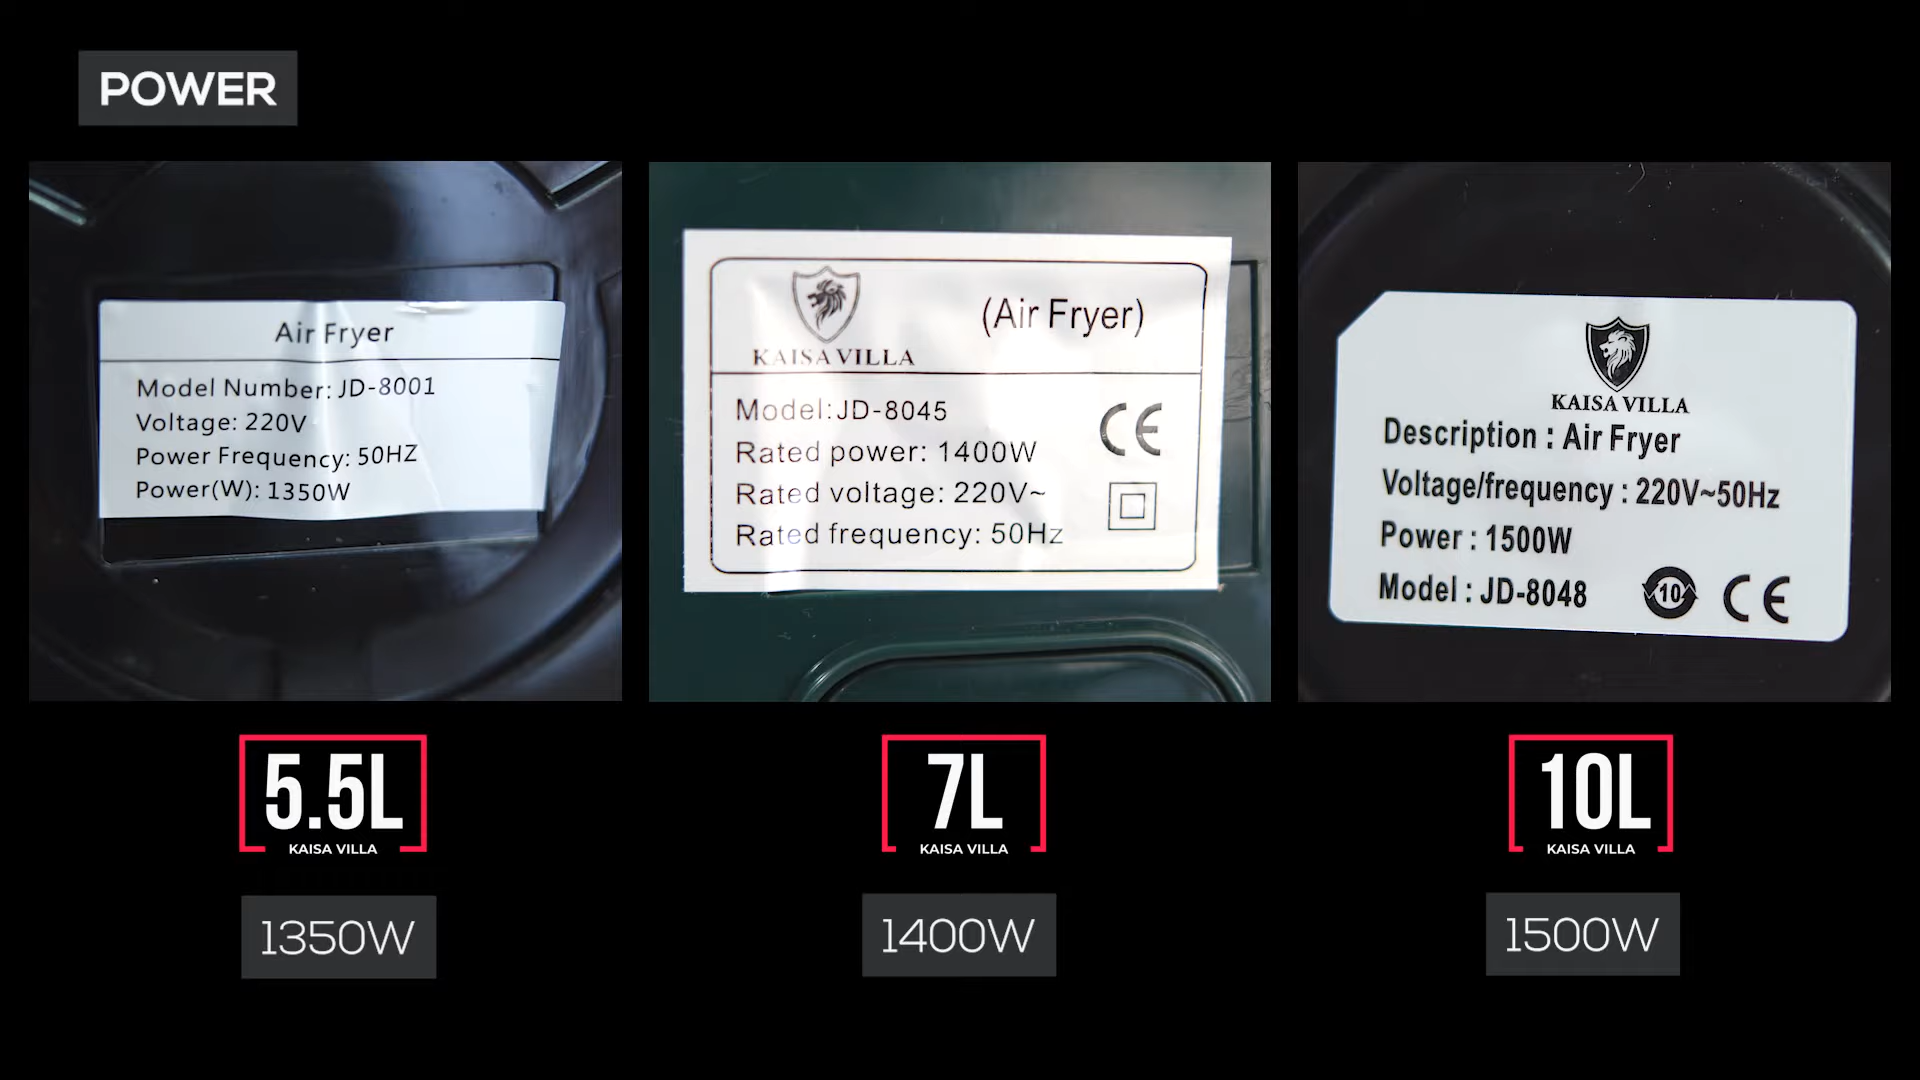 POWER
Air Fryer
Model Number: JD-8001
Voltage: 220V
Power Frequency: 50HZ
Power(W): 1350W
KAISA VILLA
(Air Fryer)
Model:JD-8045
Rated power: 1400W
Rated voltage: 220V~
Rated frequency: 50Hz
CE
KAISA VILLA
Description : Air Fryer
Voltage/frequency : 220V~50Hz
Power : 1500W
Model : JD-8048
10
CE
5.5L
KAISA VILLA
1350W
7L
KAISA VILLA
1400W
10L
KAISA VILLA
1500W